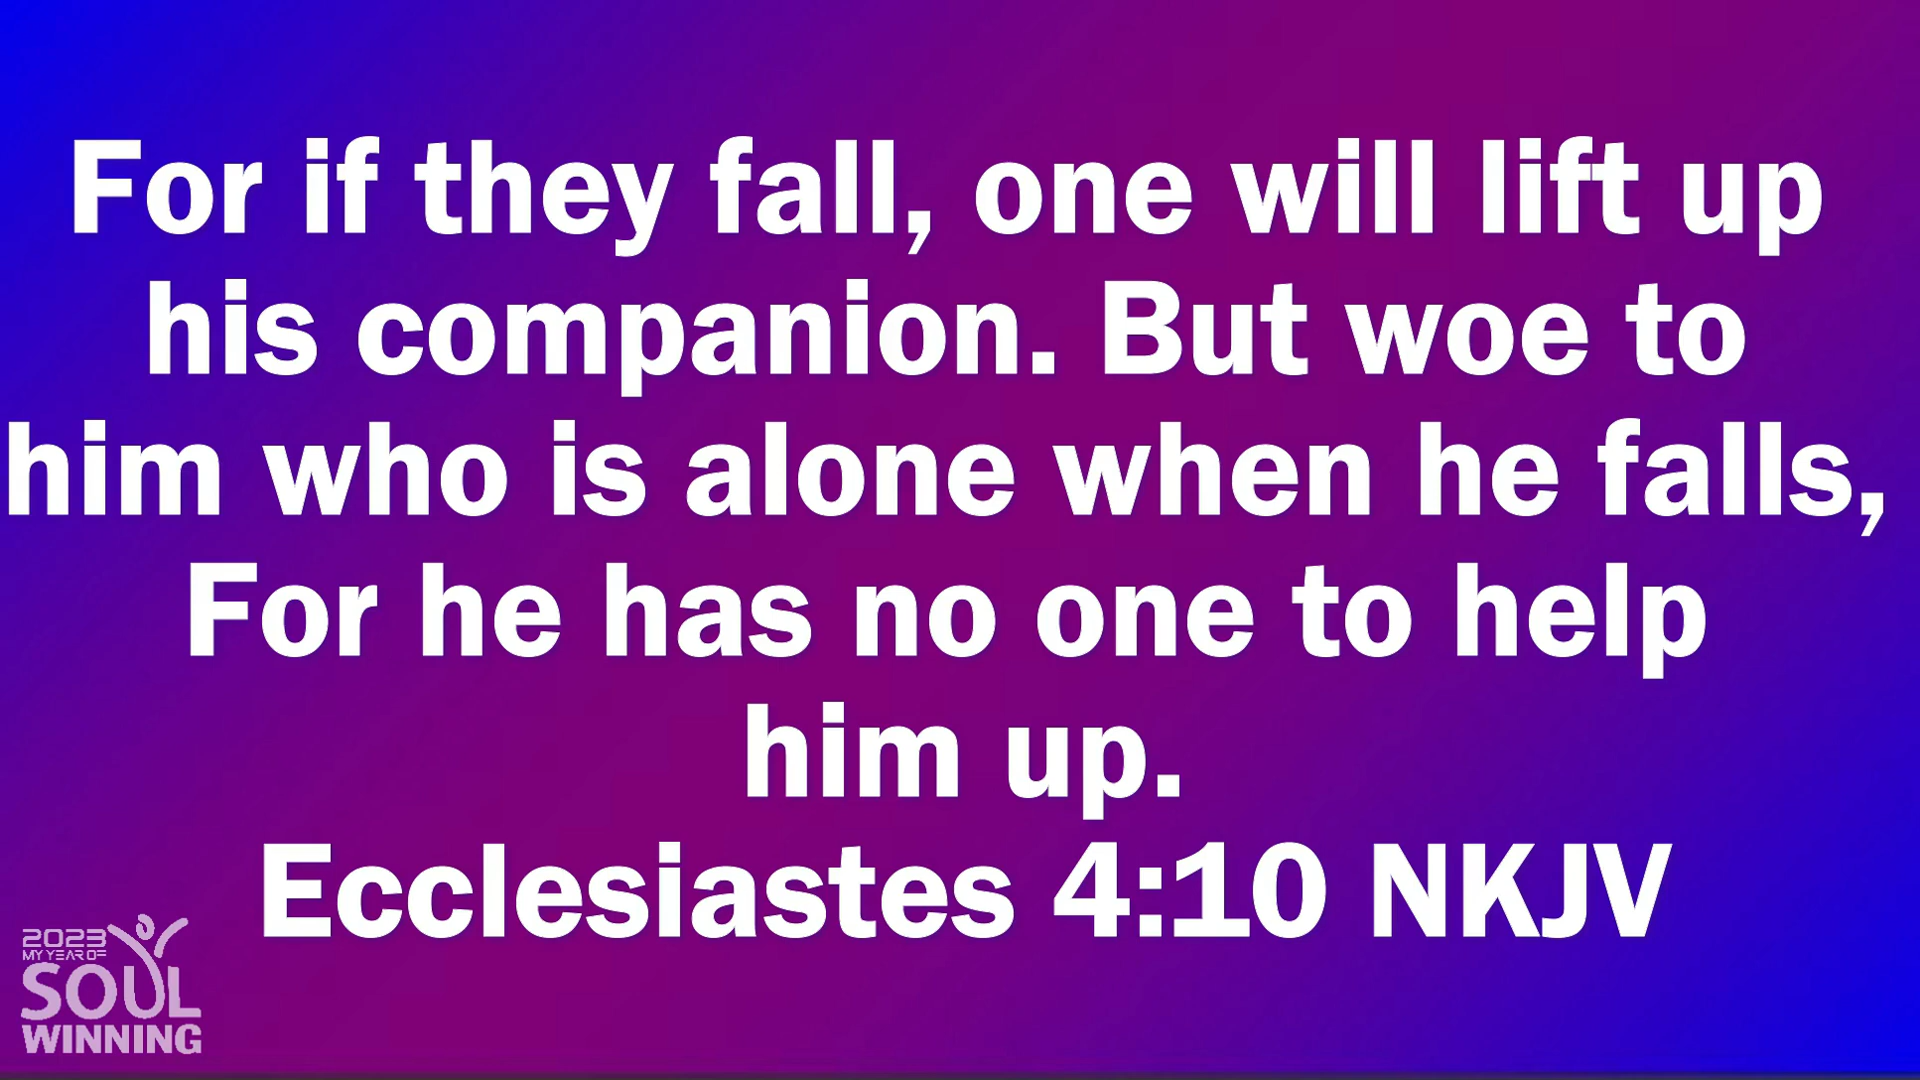 For if they fall, one will lift up
his companion. But woe to
him who is alone when he falls,
For he has no one to help
him up.
Ecclesiastes 4:10 NKJV
2023
MY YEAR OF
SOUL
WINNING